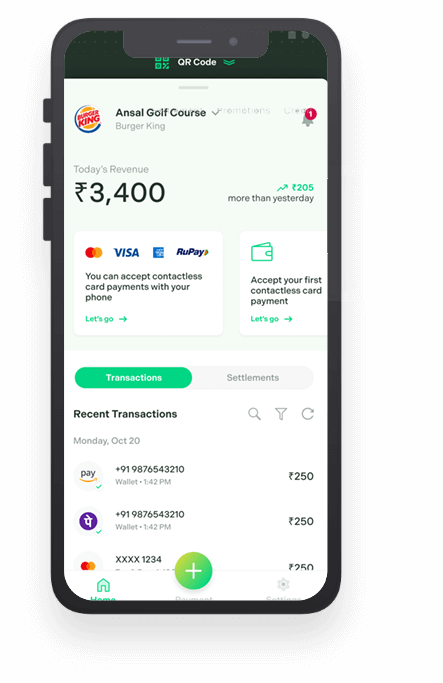 QR Code
Promotions
BURGER KING
Ansal Golf Course
1
Burger King
Today's Revenue
₹3,400
₹205
more than yesterday
VISA RuPay
You can accept contactless
card payments with your
phone
Let's go
Accept your first
contactless card
payment
Let's go
Transactions Settlements
Recent Transactions
Monday, Oct 20
pay
+91 9876543210
Wallet • 1:42 PM
₹250
पे
+91 9876543210
Wallet • 1:42 PM
₹250
XXXX 1234
₹250
Home Payment Settings